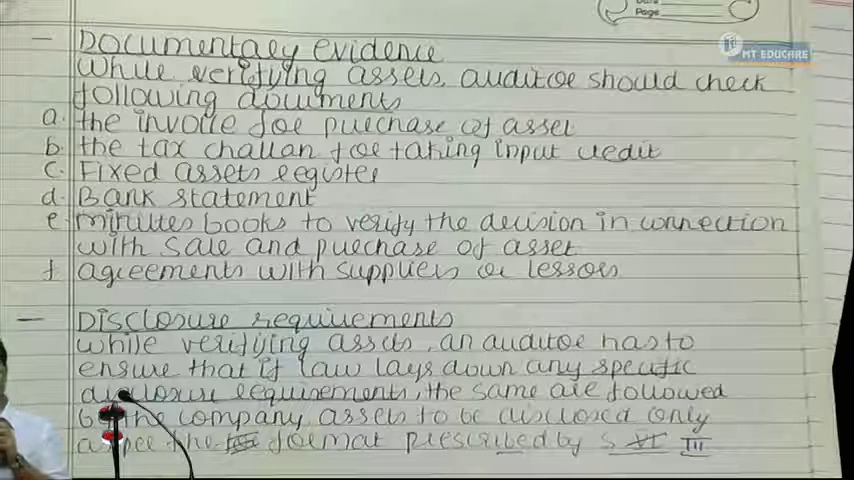 Page
MT EDUCARE
- Documentary evidence
while verifying assets, auditor should check
following documents
a. the invoice for purchase of asset
b. the tax challan for taking input credit
c. Fixed assets register
d. Bank statement
e minutes books to verify the decision in connection
with sale and purchase of asset
f agreements with suppliers or lessors
- Disclosure requirements
while verifying assets, an auditor has to
ensure that if law lays down any specific
disclosure requirements, the same are followed
by the company, assets to be disclosed only
as per the format prescribed by S III